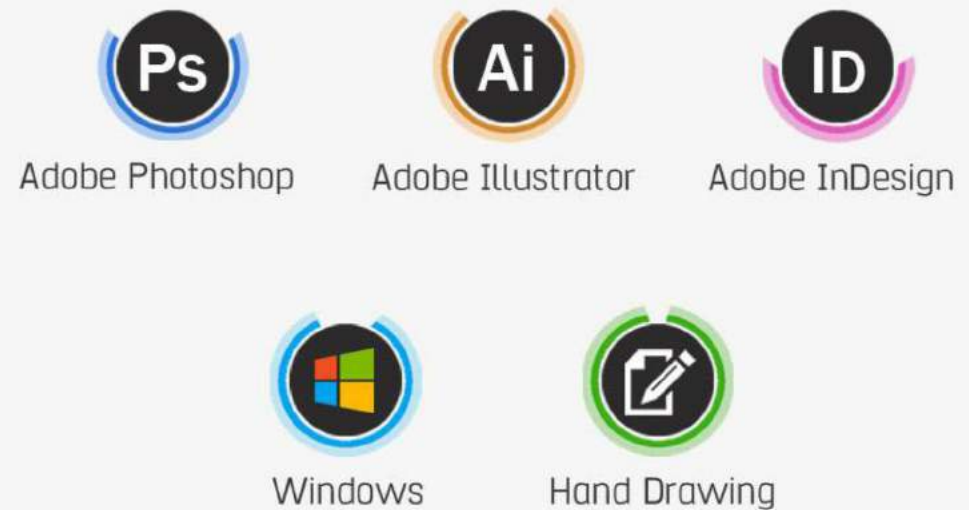 Ps
Ai
ID
Adobe Photoshop
Adobe Illustrator
Adobe InDesign
Windows
Hand Drawing